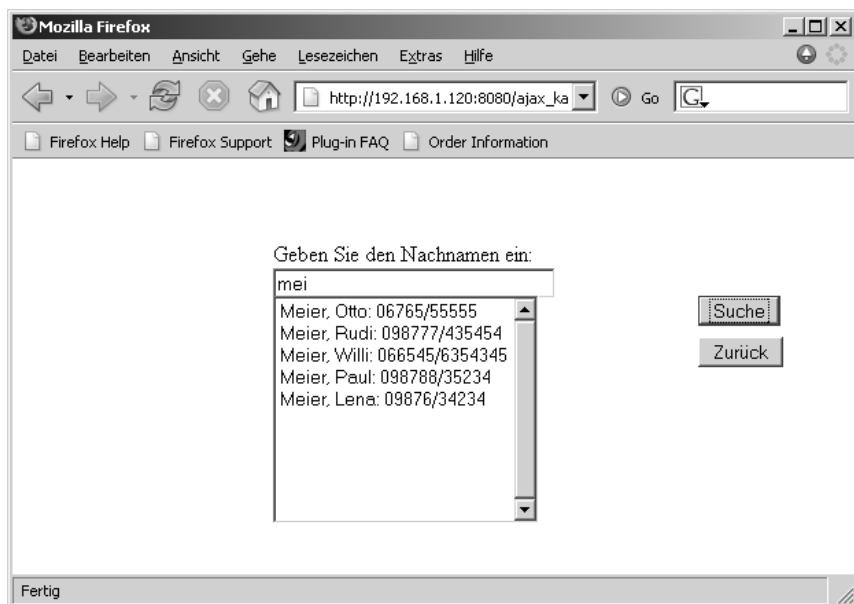 Mozilla Firefox
Datei Bearbeiten Ansicht Gehe Lesezeichen Extras Hilfe
http://192.168.1.120:8080/ajax_ka Go G
Firefox Help Firefox Support Plug-in FAQ Order Information
Geben Sie den Nachnamen ein:
mei
Meier, Otto: 06765/55555
Meier, Rudi: 098777/435454
Meier, Willi: 066545/6354345
Meier, Paul: 098788/35234
Meier, Lena: 09876/34234
Suche
Zurück
Fertig